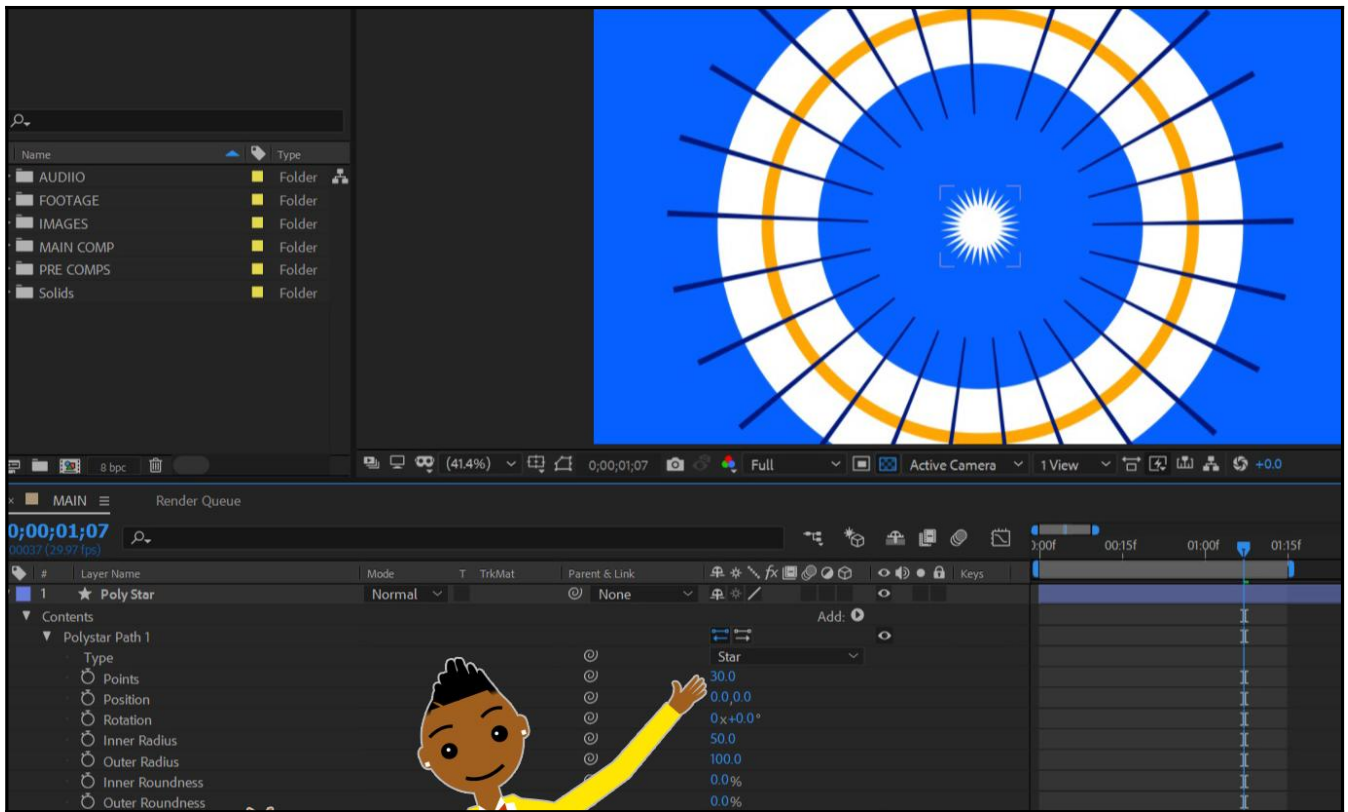 Name Type
AUDIIO Folder
FOOTAGE Folder
IMAGES Folder
MAIN COMP Folder
PRE COMPS Folder
Solids Folder
8 bpc
(41.4%) 0;00;01;07 Full Active Camera 1 View +0.0
MAIN Render Queue
0;00;01;07
00037 (29.97 fps)
0:00f 00:15f 01:00f 01:15f
# Layer Name Mode T TrkMat Parent & Link fx Keys
1 Poly Star Normal None
Contents Add:
Polystar Path 1
Type Star
Points 30.0
Position 0.0,0.0
Rotation 0x+0.0°
Inner Radius 50.0
Outer Radius 100.0
Inner Roundness 0.0%
Outer Roundness 0.0%